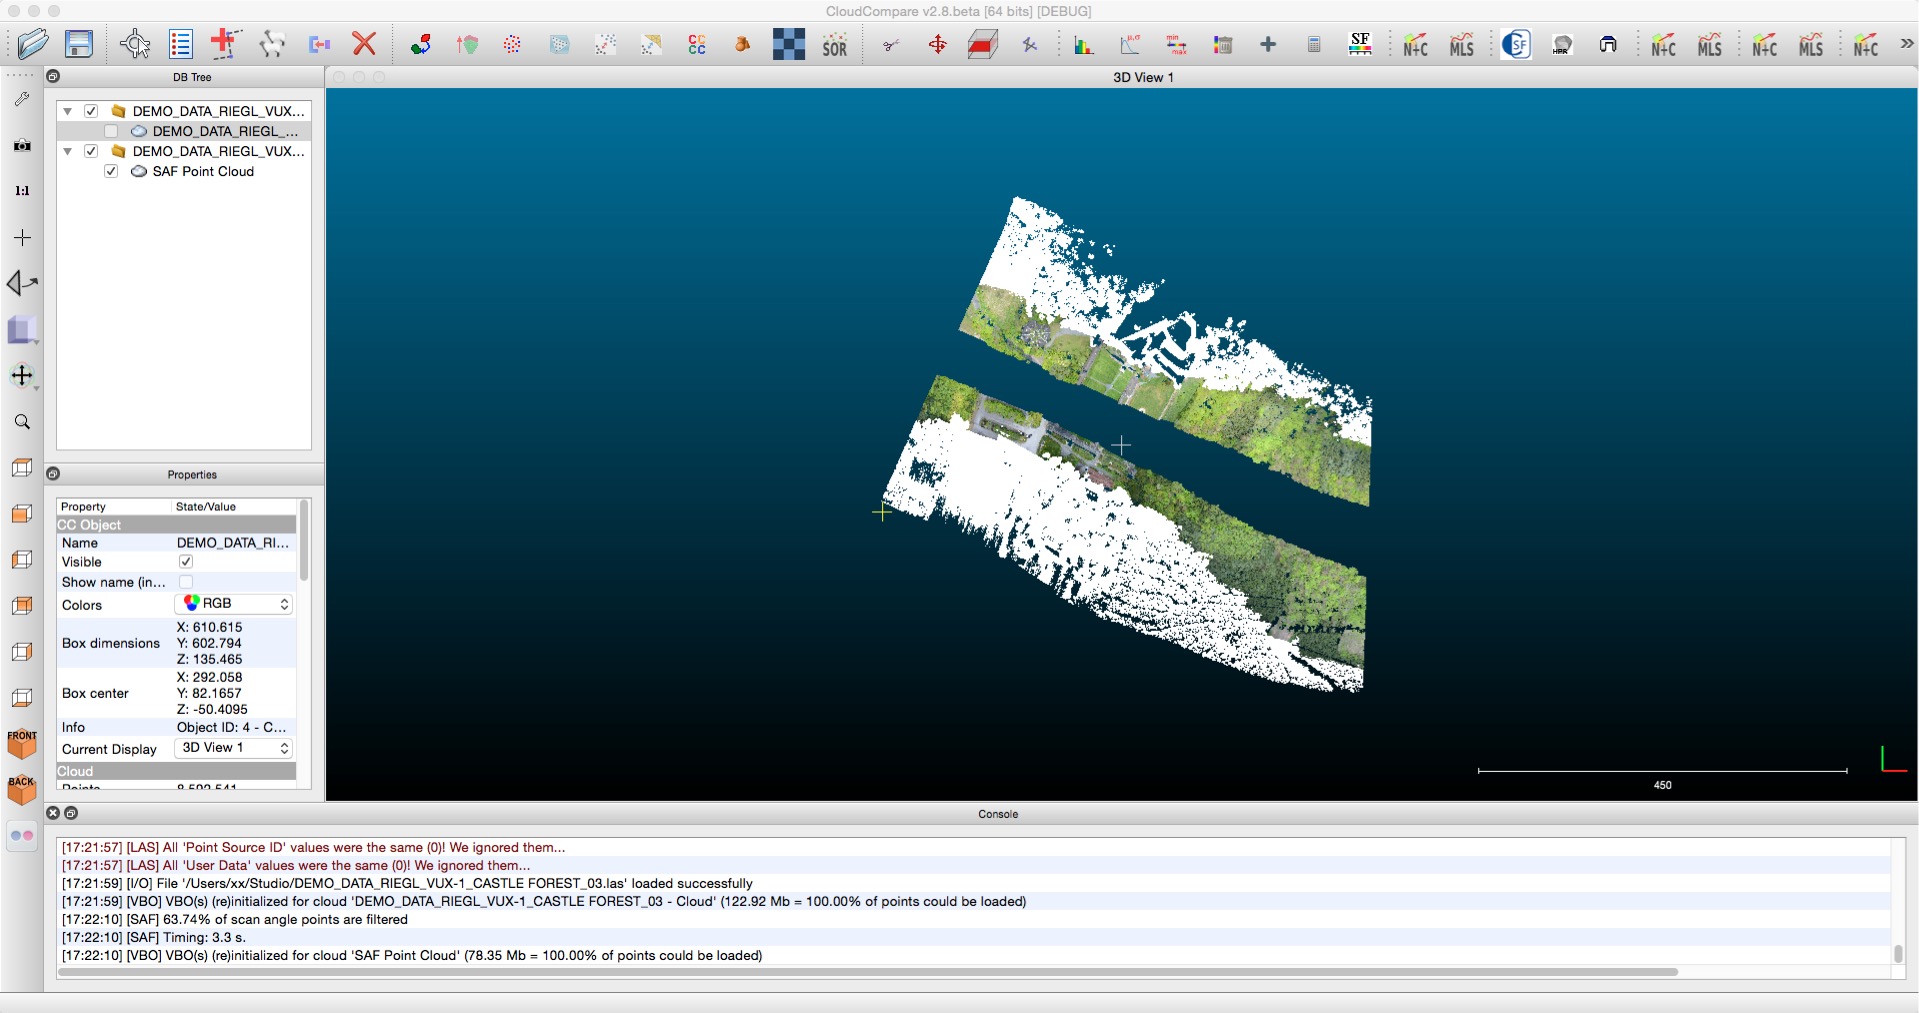 CloudCompare v2.8.beta [64 bits] [DEBUG]
CC CC
SOR
μ,σ
min max
SF
N+C
MLS
SF
HPR
N+C
MLS
N+C
MLS
N+C
DB Tree
3D View 1
DEMO_DATA_RIEGL_VUX...
DEMO_DATA_RIEGL_...
DEMO_DATA_RIEGL_VUX...
SAF Point Cloud
1:1
FRONT
BACK
Properties
Property State/Value
CC Object
Name DEMO_DATA_RI...
Visible
Show name (in...
Colors RGB
Box dimensions X: 610.615
Y: 602.794
Z: 135.465
Box center X: 292.058
Y: 82.1657
Z: -50.4095
Info Object ID: 4 - C...
Current Display 3D View 1
Cloud
Points 8,592,541
450
Console
[17:21:57] [LAS] All 'Point Source ID' values were the same (0)! We ignored them...
[17:21:57] [LAS] All 'User Data' values were the same (0)! We ignored them...
[17:21:59] [I/O] File '/Users/xx/Studio/DEMO_DATA_RIEGL_VUX-1_CASTLE FOREST_03.las' loaded successfully
[17:21:59] [VBO] VBO(s) (re)initialized for cloud 'DEMO_DATA_RIEGL_VUX-1_CASTLE FOREST_03 - Cloud' (122.92 Mb = 100.00% of points could be loaded)
[17:22:10] [SAF] 63.74% of scan angle points are filtered
[17:22:10] [SAF] Timing: 3.3 s.
[17:22:10] [VBO] VBO(s) (re)initialized for cloud 'SAF Point Cloud' (78.35 Mb = 100.00% of points could be loaded)